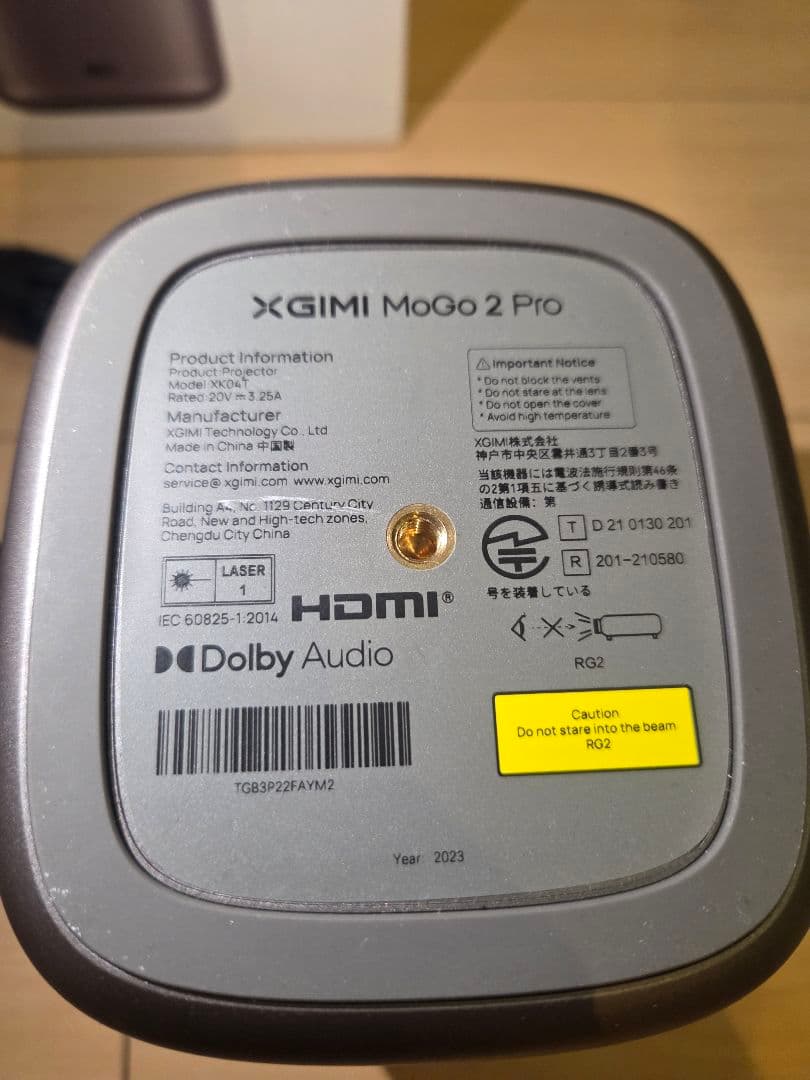 XGIMI MoGo 2 Pro
Product Information
Product:Projector
Model:XK04T
Rated:20V⎓3.25A
Manufacturer
XGIMI Technology Co., Ltd
Made in China 中国製
Contact Information
service@xgimi.com www.xgimi.com
Building A4, No. 1129 Century City
Road, New and High-tech zones,
Chengdu City China
LASER
1
IEC 60825-1:2014
HDMI®
Dolby Audio
TGB3P22FAYM2
⚠Important Notice
* Do not block the vents
* Do not stare at the lens
* Do not open the cover
* Avoid high temperature
XGIMI株式会社
神户市中央区雲井通3丁目2番3号
当該機器には電波法施行規則第46条
の2第1項五に基づく誘導式読み書き
通信設備：第
T D 21 0130 201
R 201-210580
号を装着している
RG2
Caution
Do not stare into the beam
RG2
Year 2023